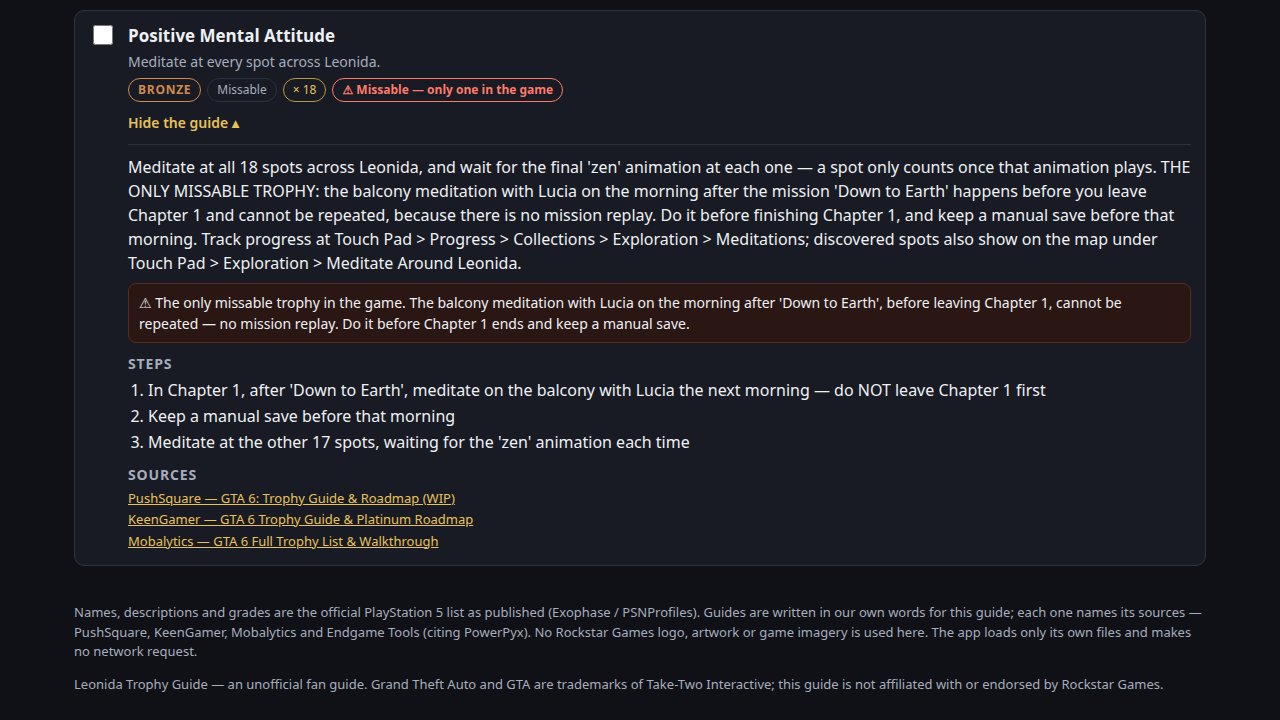 Positive Mental Attitude
Meditate at every spot across Leonida.
BRONZE Missable × 18 ⚠ Missable — only one in the game
Hide the guide ▴
Meditate at all 18 spots across Leonida, and wait for the final 'zen' animation at each one — a spot only counts once that animation plays. THE
ONLY MISSABLE TROPHY: the balcony meditation with Lucia on the morning after the mission 'Down to Earth' happens before you leave
Chapter 1 and cannot be repeated, because there is no mission replay. Do it before finishing Chapter 1, and keep a manual save before that
morning. Track progress at Touch Pad > Progress > Collections > Exploration > Meditations; discovered spots also show on the map under
Touch Pad > Exploration > Meditate Around Leonida.
⚠ The only missable trophy in the game. The balcony meditation with Lucia on the morning after 'Down to Earth', before leaving Chapter 1, cannot be
repeated — no mission replay. Do it before Chapter 1 ends and keep a manual save.
STEPS
1. In Chapter 1, after 'Down to Earth', meditate on the balcony with Lucia the next morning — do NOT leave Chapter 1 first
2. Keep a manual save before that morning
3. Meditate at the other 17 spots, waiting for the 'zen' animation each time
SOURCES
PushSquare — GTA 6: Trophy Guide & Roadmap (WIP)
KeenGamer — GTA 6 Trophy Guide & Platinum Roadmap
Mobalytics — GTA 6 Full Trophy List & Walkthrough
Names, descriptions and grades are the official PlayStation 5 list as published (Exophase / PSNProfiles). Guides are written in our own words for this guide; each one names its sources —
PushSquare, KeenGamer, Mobalytics and Endgame Tools (citing PowerPyx). No Rockstar Games logo, artwork or game imagery is used here. The app loads only its own files and makes
no network request.
Leonida Trophy Guide — an unofficial fan guide. Grand Theft Auto and GTA are trademarks of Take-Two Interactive; this guide is not affiliated with or endorsed by Rockstar Games.